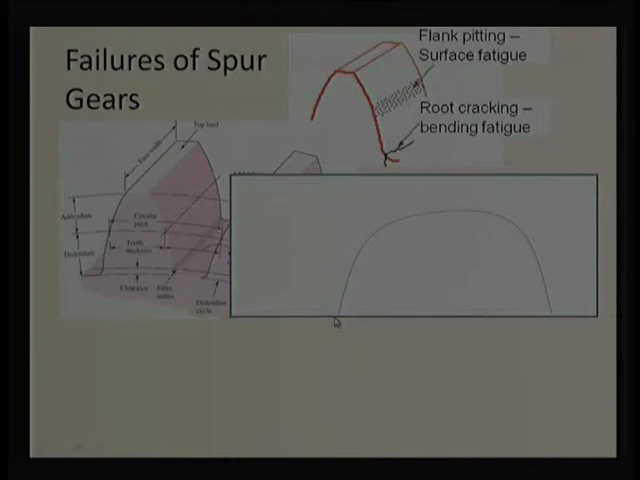 Failures of Spur
Gears
Flank pitting –
Surface fatigue
Root cracking –
bending fatigue
Top land
Face width
Addendum
Circular
pitch
Tooth
thickness
Dedendum
Clearance
Fillet
radius
Dedendum
circle